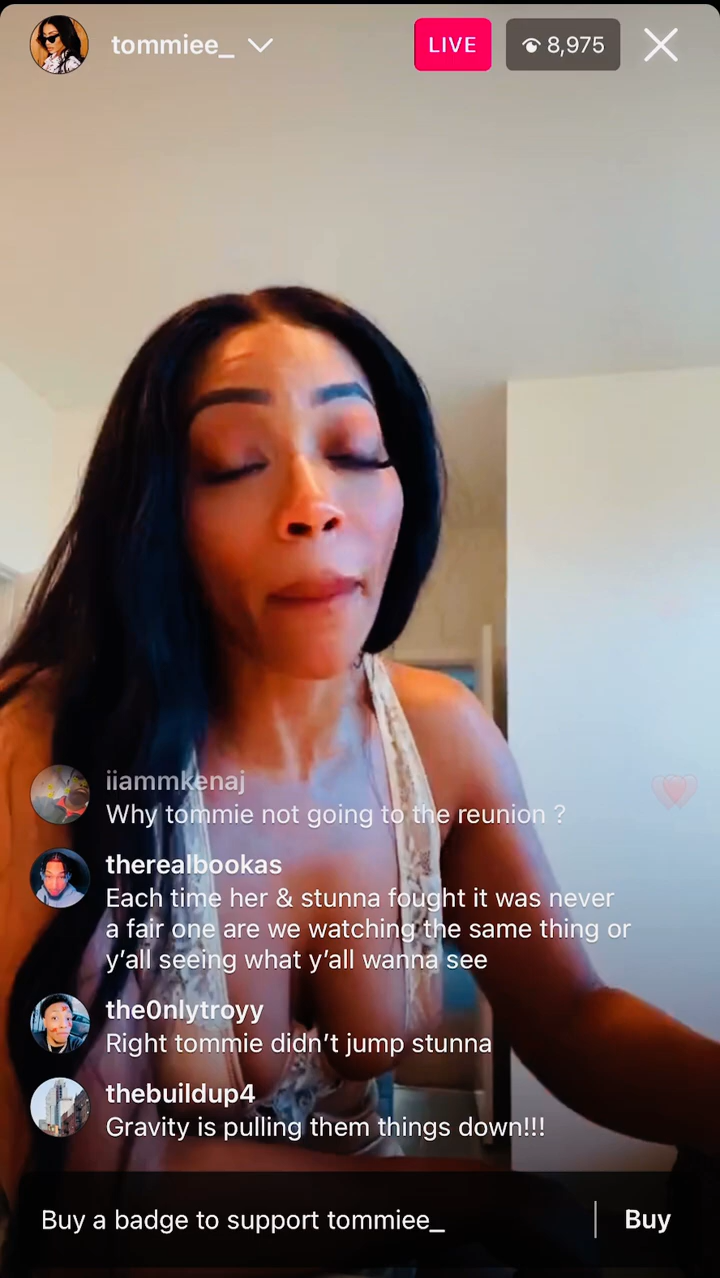 tommiee_
LIVE
8,975
iiammkenaj
Why tommie not going to the reunion ?
therealbookas
Each time her & stunna fought it was never
a fair one are we watching the same thing or
y’all seeing what y’all wanna see
the0nlytroyy
Right tommie didn’t jump stunna
thebuildup4
Gravity is pulling them things down!!!
Buy a badge to support tommiee_
Buy